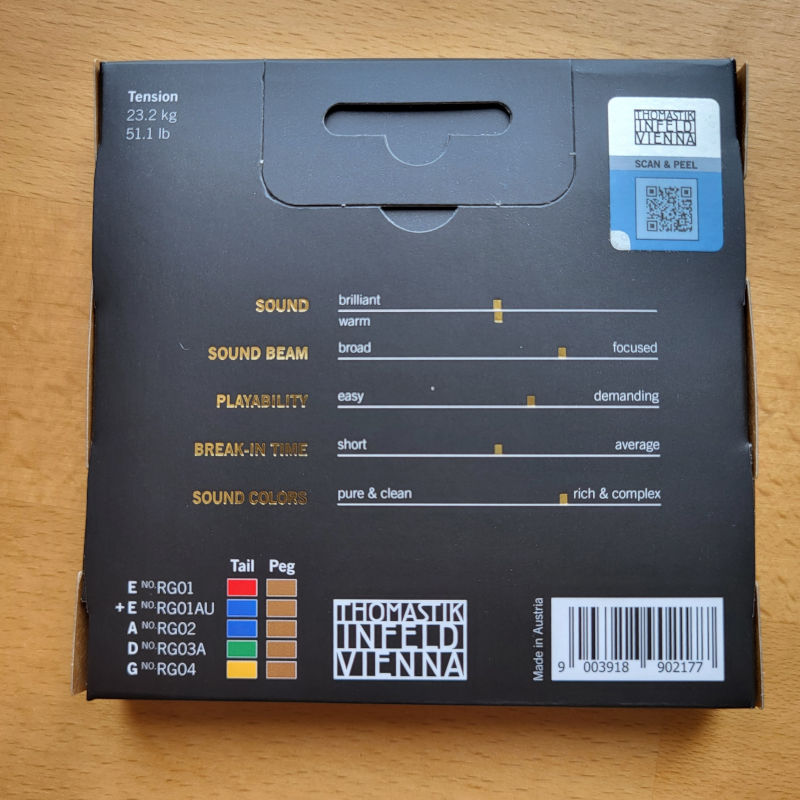 Tension
23.2 kg
51.1 lb
THOMASTIK
INFELD
VIENNA
SCAN & PEEL
SOUND
brilliant
warm
SOUND BEAM
broad
focused
PLAYABILITY
easy
demanding
BREAK-IN TIME
short
average
SOUND COLORS
pure & clean
rich & complex
Tail Peg
E NO. RG01
+ E NO. RG01AU
A NO. RG02
D NO. RG03A
G NO. RG04
THOMASTIK
INFELD
VIENNA
Made in Austria
9 003918 902177